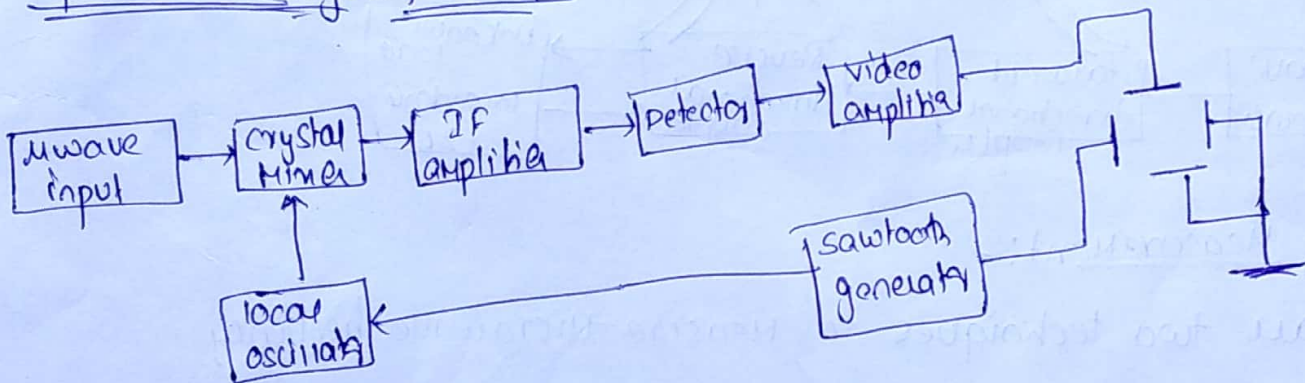 μwave
input
crystal
Mixer
IF
amplifier
Detector
video
amplifier
local
oscillator
sawtooth
generator